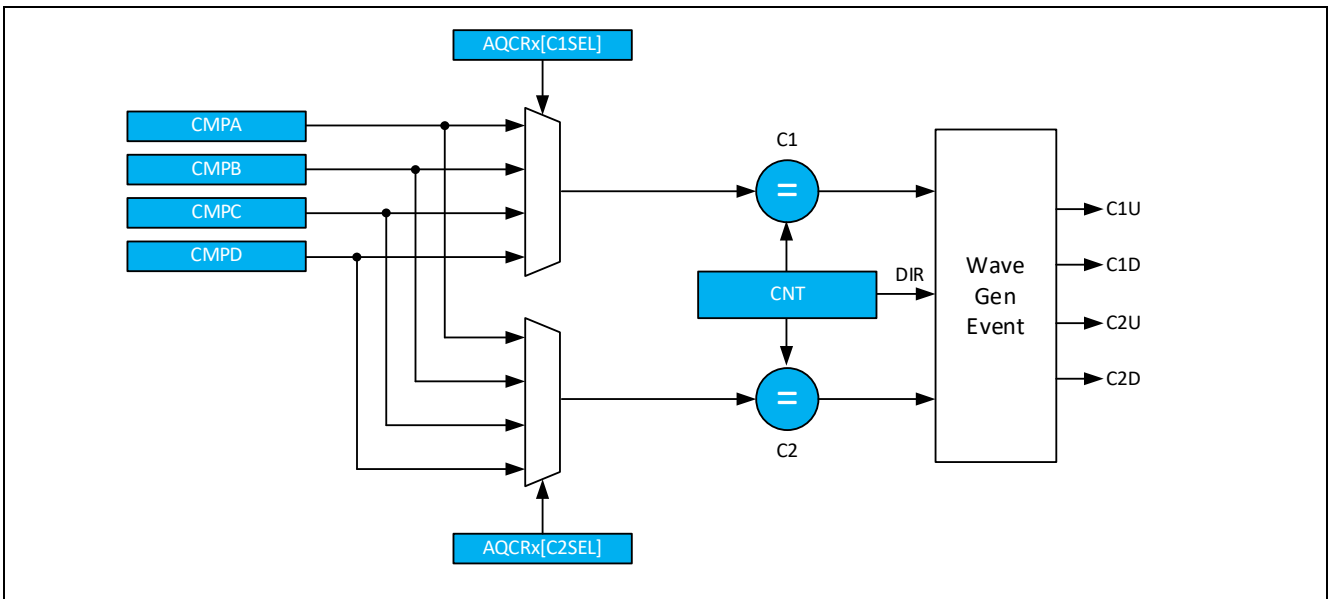 AQCRx[C1SEL]
CMPA
CMPB
CMPC
CMPD
C1
=
CNT
DIR
=
C2
Wave
Gen
Event
C1U
C1D
C2U
C2D
AQCRx[C2SEL]